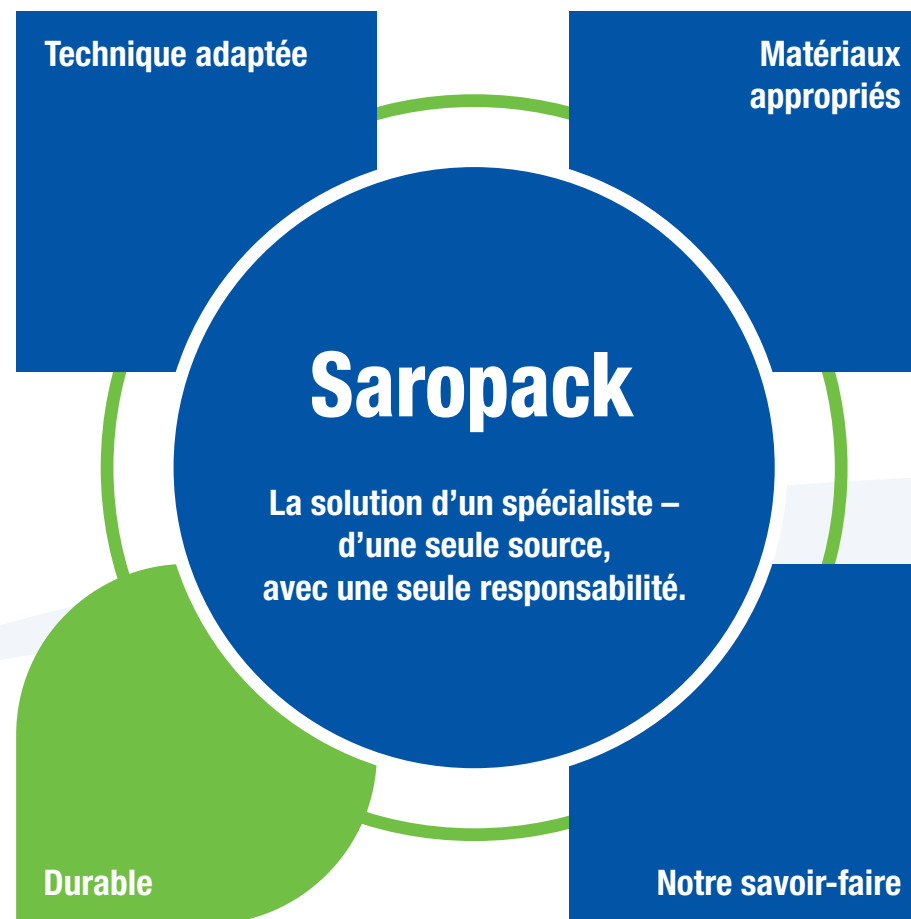 Technique adaptée
Matériaux
appropriés
Saropack
La solution d’un spécialiste –
d’une seule source,
avec une seule responsabilité.
Durable
Notre savoir-faire